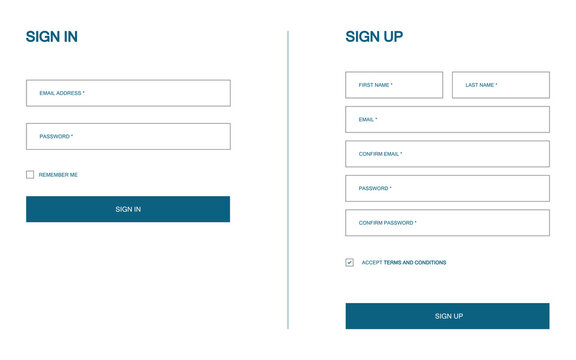 SIGN IN
EMAIL ADDRESS *
PASSWORD *
REMEMBER ME
SIGN IN
SIGN UP
FIRST NAME *
LAST NAME *
EMAIL *
CONFIRM EMAIL *
PASSWORD *
CONFIRM PASSWORD *
ACCEPT TERMS AND CONDITIONS
SIGN UP